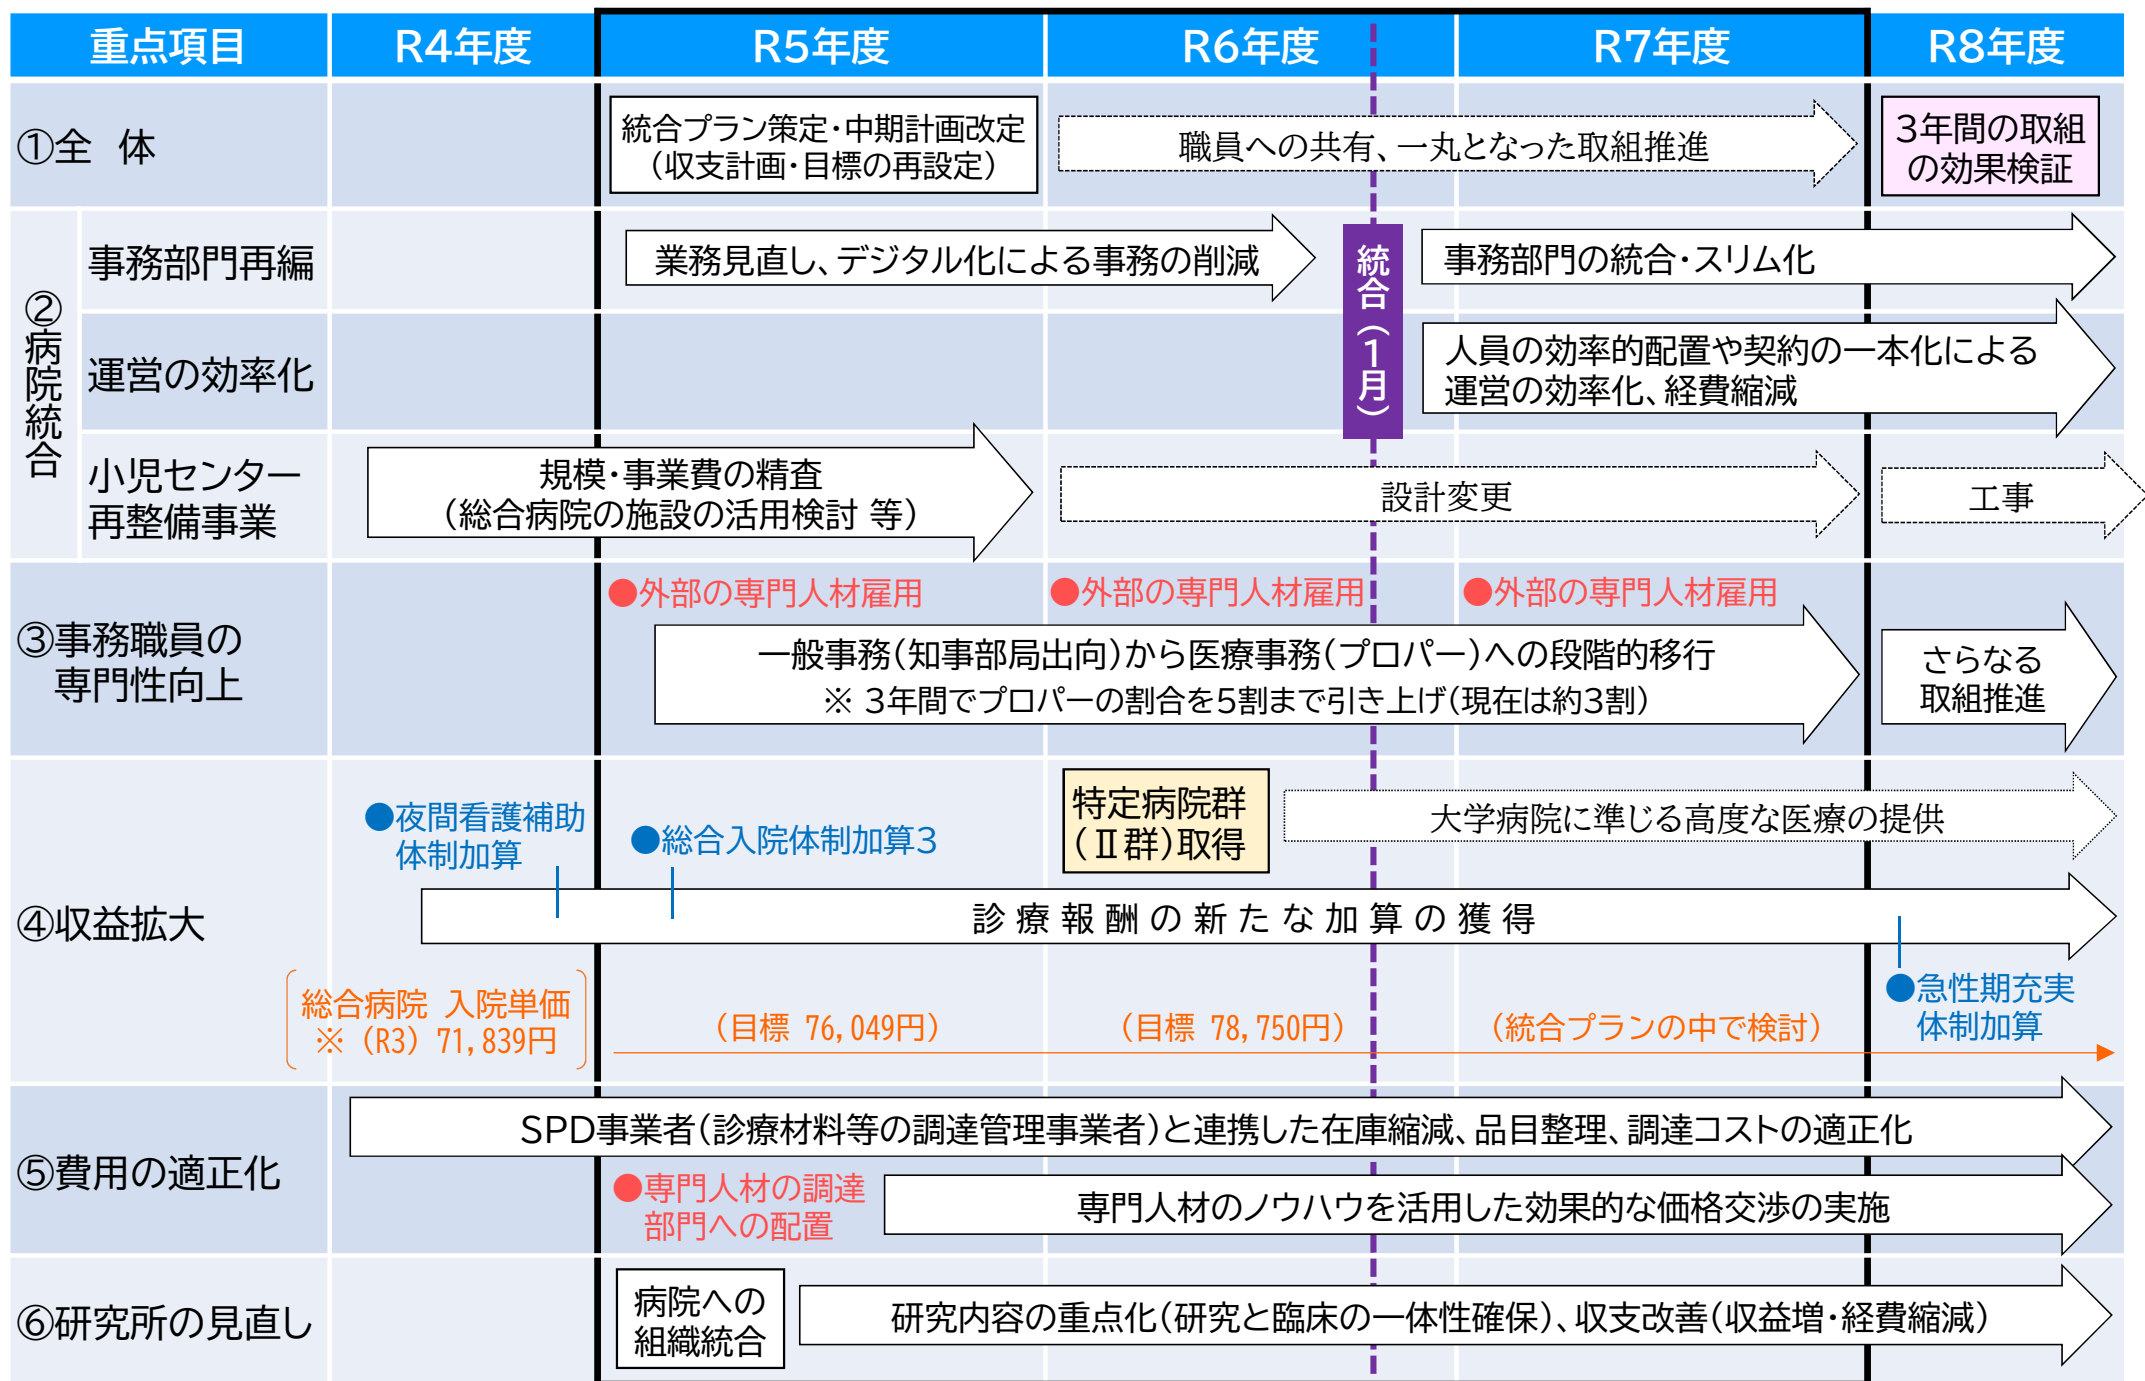 重点項目
R4年度
R5年度
R6年度
R7年度
R8年度
①全　体
統合プラン策定・中期計画改定
（収支計画・目標の再設定）
職員への共有、一丸となった取組推進
3年間の取組
の効果検証
②病院統合
事務部門再編
業務見直し、デジタル化による事務の削減
統合（1月）
事務部門の統合・スリム化
運営の効率化
人員の効率的配置や契約の一本化による
運営の効率化、経費縮減
小児センター
再整備事業
規模・事業費の精査
（総合病院の施設の活用検討 等）
設計変更
工事
③事務職員の
専門性向上
●外部の専門人材雇用
●外部の専門人材雇用
●外部の専門人材雇用
一般事務（知事部局出向）から医療事務（プロパー）への段階的移行
※ 3年間でプロパーの割合を5割まで引き上げ（現在は約3割）
さらなる
取組推進
④収益拡大
●夜間看護補助
体制加算
●総合入院体制加算3
特定病院群
（Ⅱ群）取得
大学病院に準じる高度な医療の提供
診療報酬の新たな加算の獲得
●急性期充実
体制加算
総合病院 入院単価
※（R3）71,839円
（目標 76,049円）
（目標 78,750円）
（統合プランの中で検討）
⑤費用の適正化
SPD事業者（診療材料等の調達管理事業者）と連携した在庫縮減、品目整理、調達コストの適正化
●専門人材の調達
部門への配置
専門人材のノウハウを活用した効果的な価格交渉の実施
⑥研究所の見直し
病院への
組織統合
研究内容の重点化（研究と臨床の一体性確保）、収支改善（収益増・経費縮減）